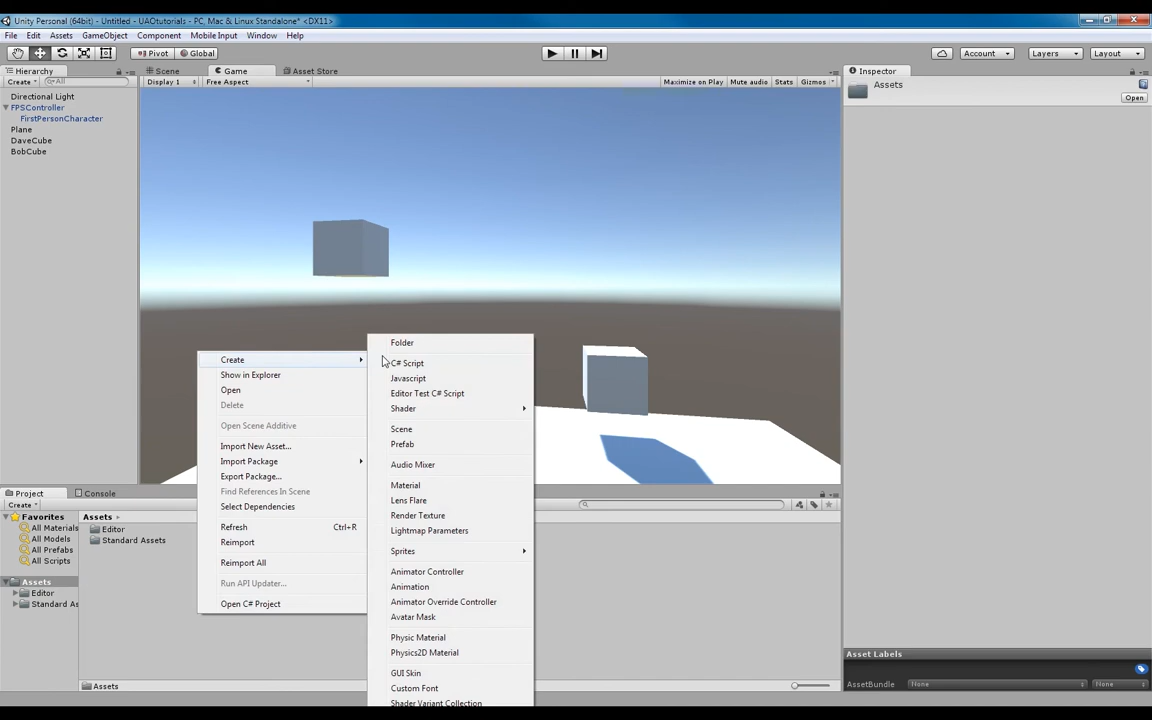 Unity Personal (64bit) - Untitled - UAOtutorials - PC, Mac & Linux Standalone* <DX11>
File Edit Assets GameObject Component Mobile Input Window Help
Pivot Global Account Layers Layout
Hierarchy Scene Game Asset Store Inspector
Create All Display 1 Free Aspect Maximize on Play Mute audio Stats Gizmos
Assets
Open
Directional Light
FPSController
FirstPersonCharacter
Plane
DaveCube
BobCube
Create
Show in Explorer
Open
Delete
Open Scene Additive
Import New Asset...
Import Package
Export Package...
Find References In Scene
Select Dependencies
Refresh Ctrl+R
Reimport
Reimport All
Run API Updater...
Open C# Project
Folder
C# Script
Javascript
Editor Test C# Script
Shader
Scene
Prefab
Audio Mixer
Material
Lens Flare
Render Texture
Lightmap Parameters
Sprites
Animator Controller
Animation
Animator Override Controller
Avatar Mask
Physic Material
Physics2D Material
GUI Skin
Custom Font
Shader Variant Collection
Project Console
Create
Favorites
All Materials
All Models
All Prefabs
All Scripts
Assets
Editor
Standard As
Assets
Editor
Standard Assets
Assets
Asset Labels
AssetBundle None None